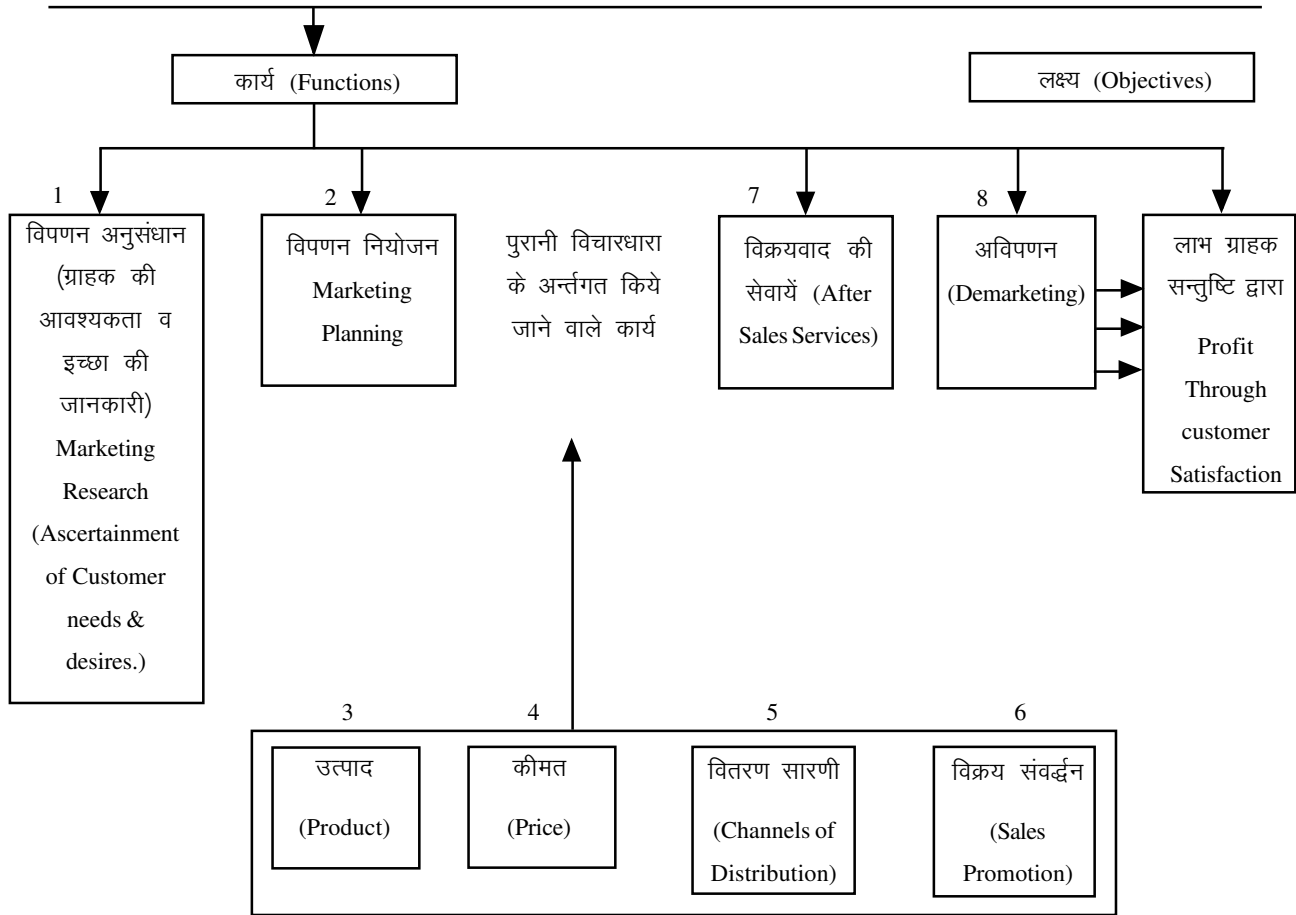 कार्य (Functions)
लक्ष्य (Objectives)
1
विपणन अनुसंधान
(ग्राहक की
आवश्यकता व
इच्छा की
जानकारी)
Marketing
Research
(Ascertainment
of Customer
needs &
desires.)
2
विपणन नियोजन
Marketing
Planning
पुरानी विचारधारा
के अर्न्तगत किये
जाने वाले कार्य
7
विक्रयवाद की
सेवायें (After
Sales Services)
8
अविपणन
(Demarketing)
लाभ ग्राहक
सन्तुष्टि द्वारा
Profit
Through
customer
Satisfaction
3
उत्पाद
(Product)
4
कीमत
(Price)
5
वितरण सारणी
(Channels of
Distribution)
6
विक्रय संवर्द्धन
(Sales
Promotion)